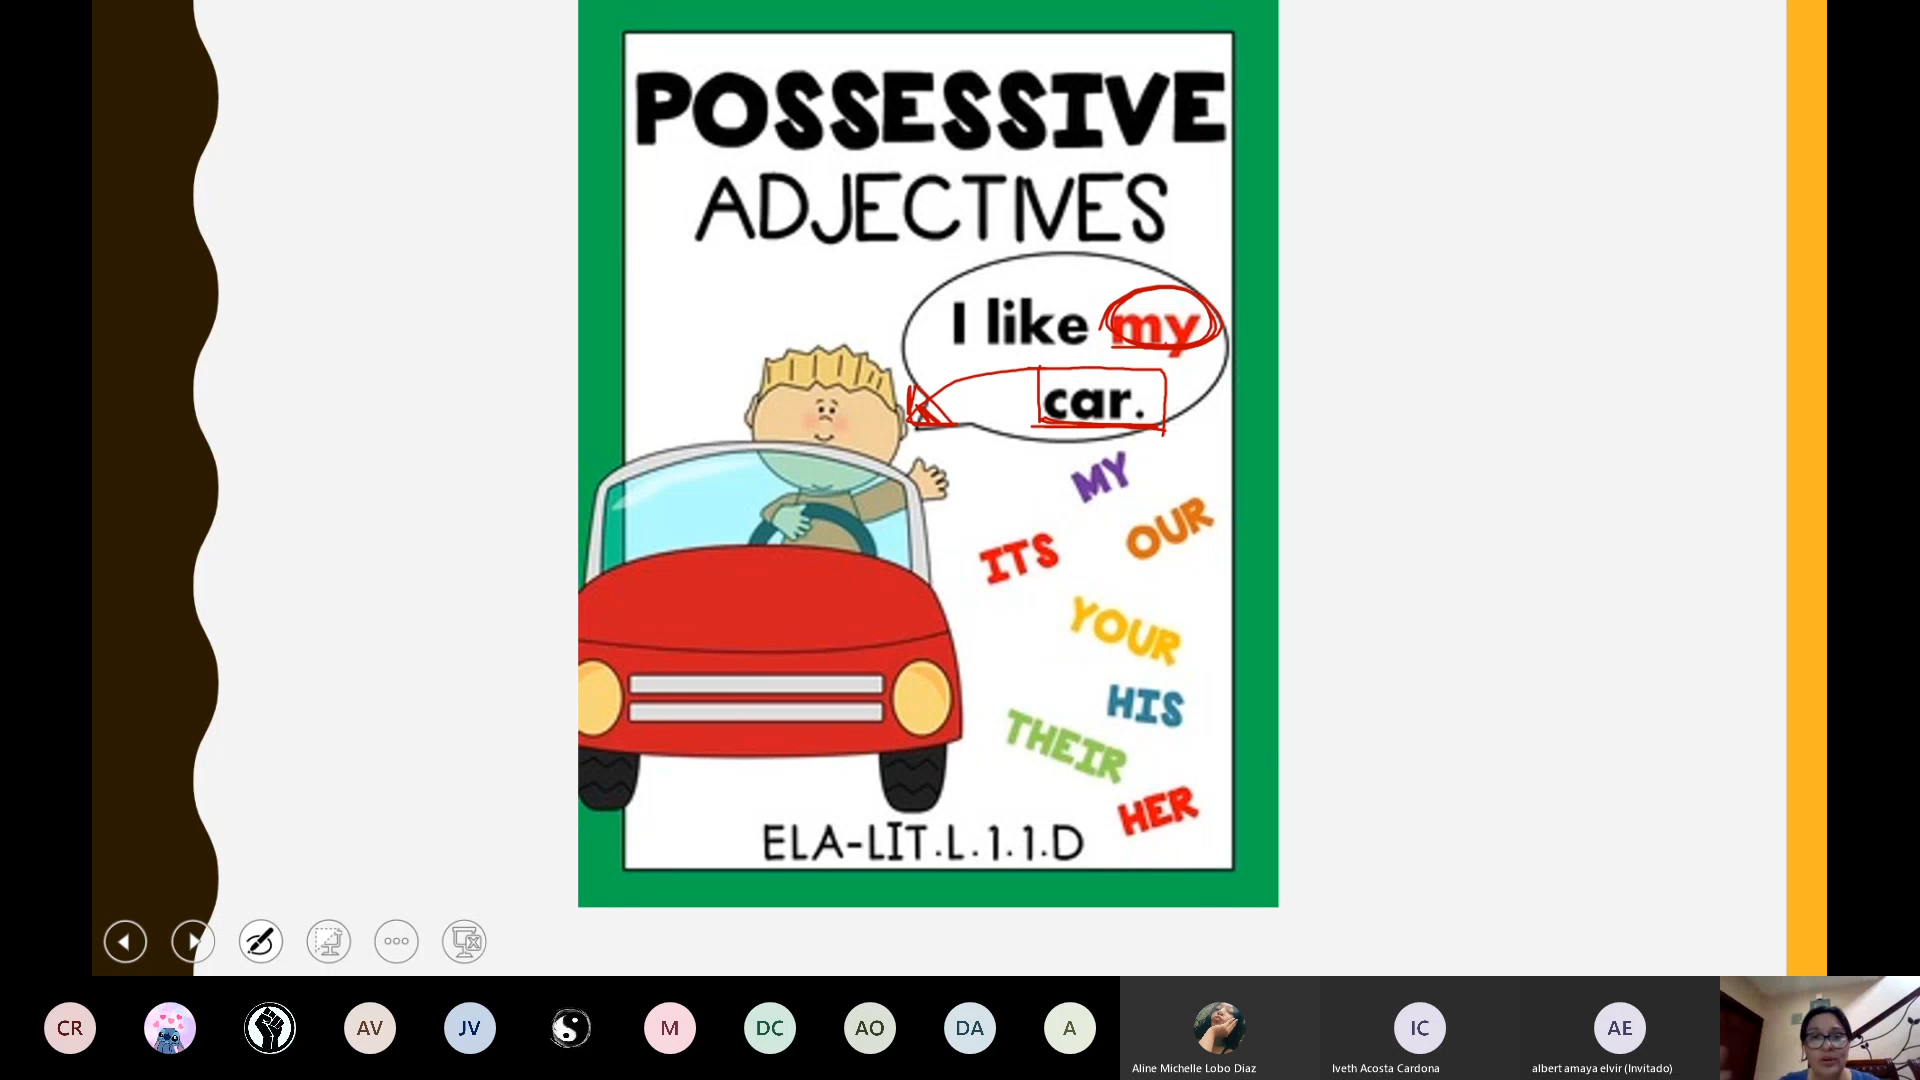 POSSESSIVE
ADJECTIVES
I like my
car.
MY
OUR
ITS
YOUR
HIS
THEIR
HER
ELA-LIT.L.1.1.D
CR
AV
JV
M
DC
AO
DA
A
Aline Michelle Lobo Diaz
IC
Iveth Acosta Cardona
AE
albert amaya elvir (Invitado)